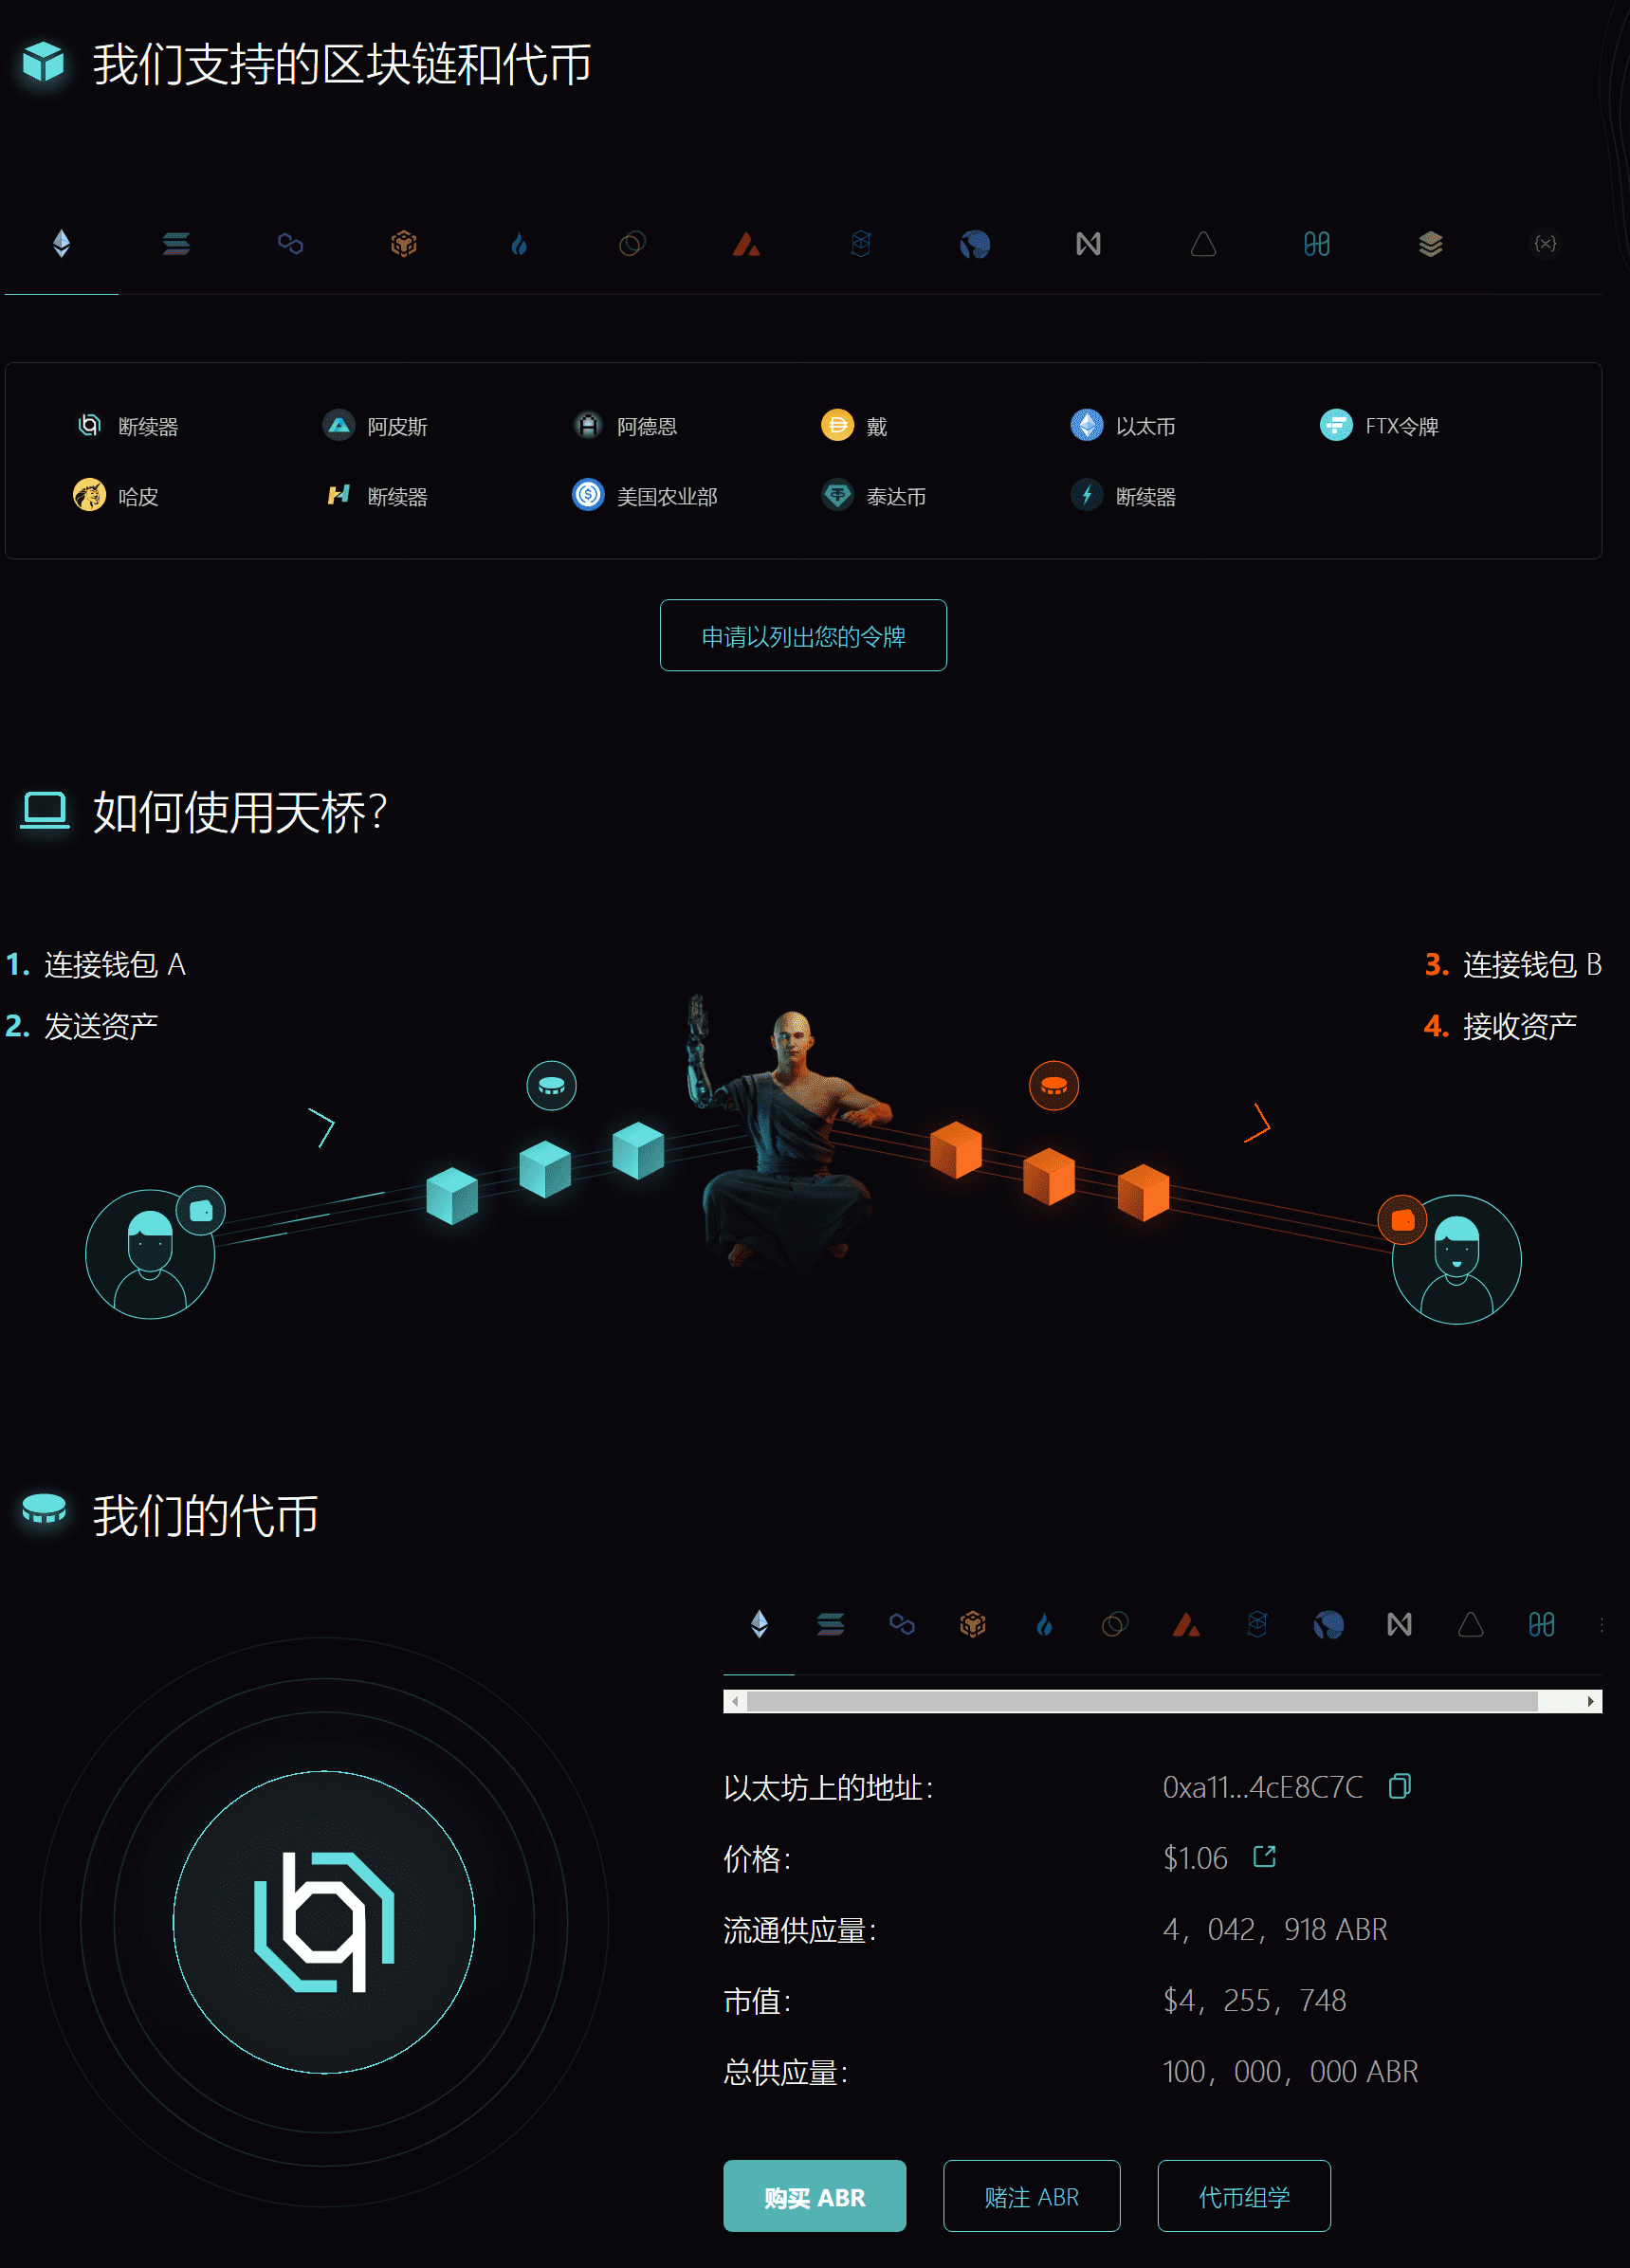 我们支持的区块链和代币
断续器
阿皮斯
阿德恩
戴
以太币
FTX令牌
哈皮
断续器
美国农业部
泰达币
断续器
申请以列出您的令牌
如何使用天桥?
1. 连接钱包 A
2. 发送资产
3. 连接钱包 B
4. 接收资产
我们的代币
以太坊上的地址: 0xa11...4cE8C7C
价格: $1.06
流通供应量: 4，042，918 ABR
市值: $4，255，748
总供应量: 100，000，000 ABR
购买 ABR
赌注 ABR
代币组学